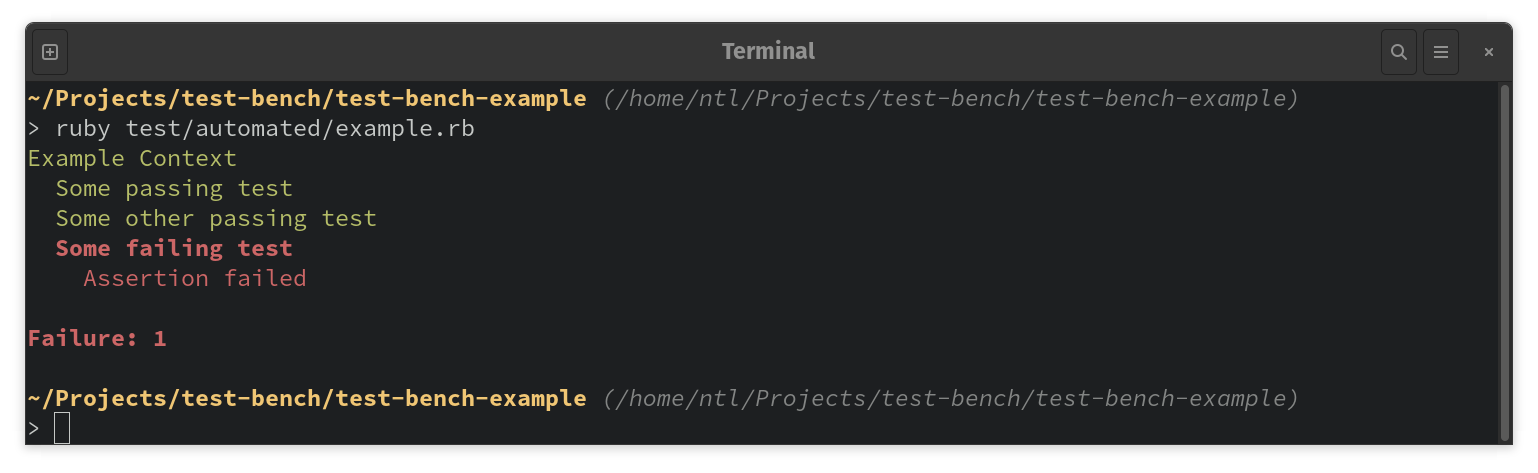 Terminal
~/Projects/test-bench/test-bench-example (/home/ntl/Projects/test-bench/test-bench-example)
> ruby test/automated/example.rb
Example Context
  Some passing test
  Some other passing test
  Some failing test
    Assertion failed
Failure: 1
~/Projects/test-bench/test-bench-example (/home/ntl/Projects/test-bench/test-bench-example)
>